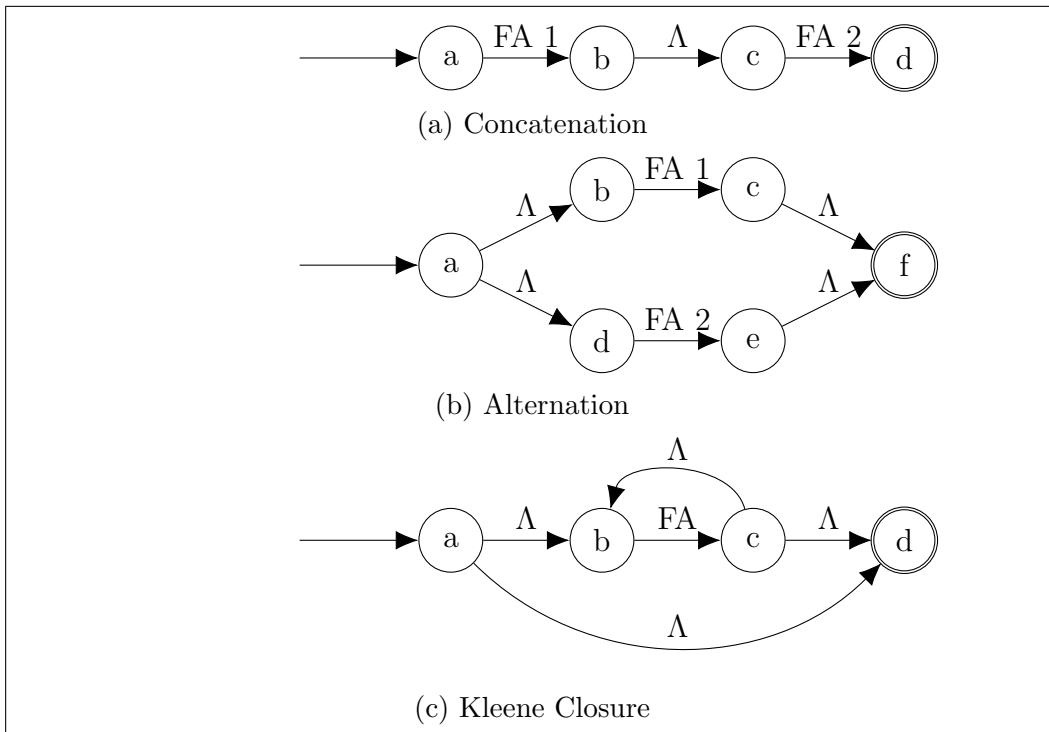 FA 1 Λ FA 2
a b c d
(a) Concatenation
FA 1
b c
Λ Λ
a f
Λ Λ
FA 2
d e
(b) Alternation
Λ
Λ FA Λ
a b c d
Λ
(c) Kleene Closure